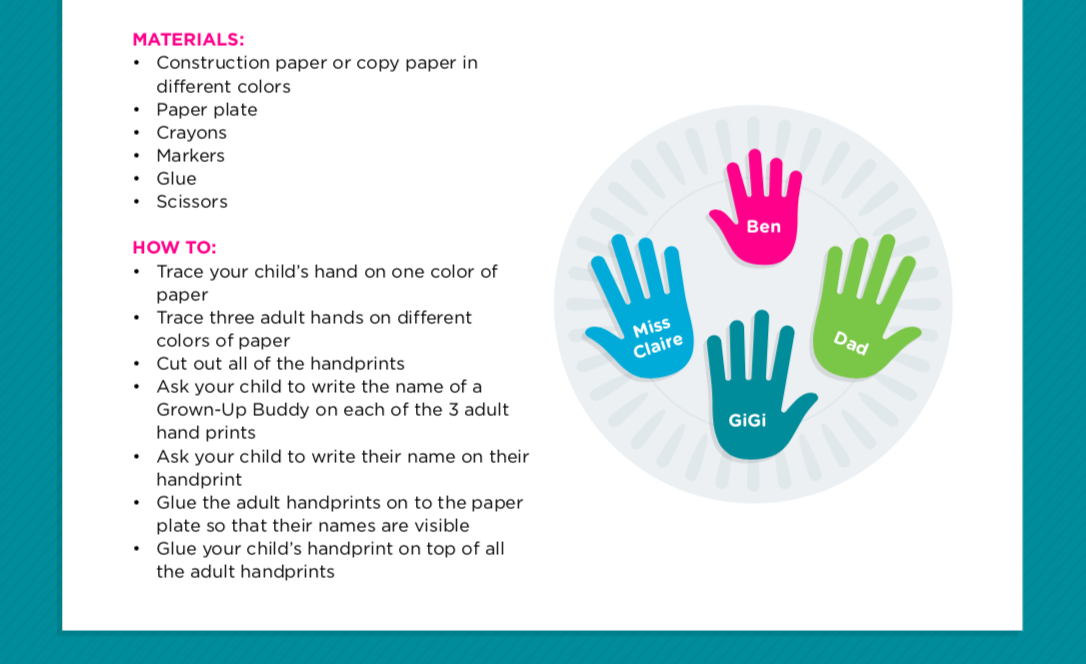 MATERIALS:
• Construction paper or copy paper in
different colors
• Paper plate
• Crayons
• Markers
• Glue
• Scissors
HOW TO:
• Trace your child's hand on one color of
paper
• Trace three adult hands on different
colors of paper
• Cut out all of the handprints
• Ask your child to write the name of a
Grown-Up Buddy on each of the 3 adult
hand prints
• Ask your child to write their name on their
handprint
• Glue the adult handprints on to the paper
plate so that their names are visible
• Glue your child's handprint on top of all
the adult handprints
Ben
Miss
Claire
Dad
GiGi